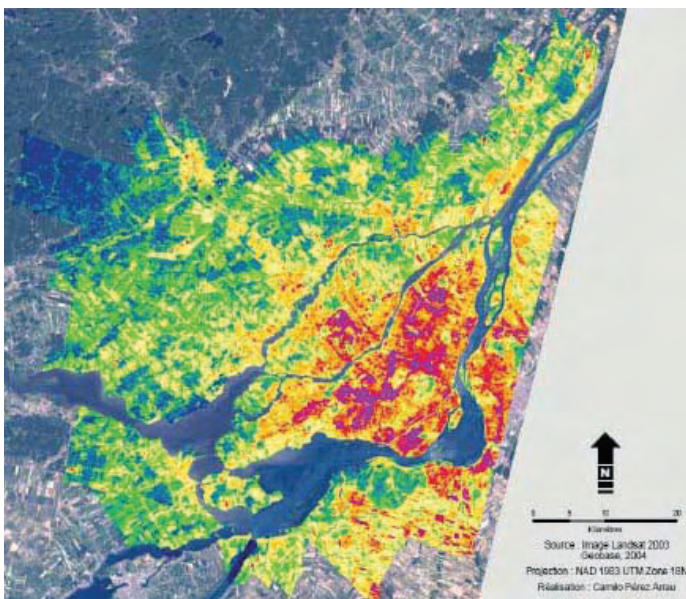 N
0 5 10 20
Kilomètres
Source : Image Landsat 2003
Géobase, 2004
Projection : NAD 1983 UTM Zone 18N
Réalisation : Camilo Pérez Arrau